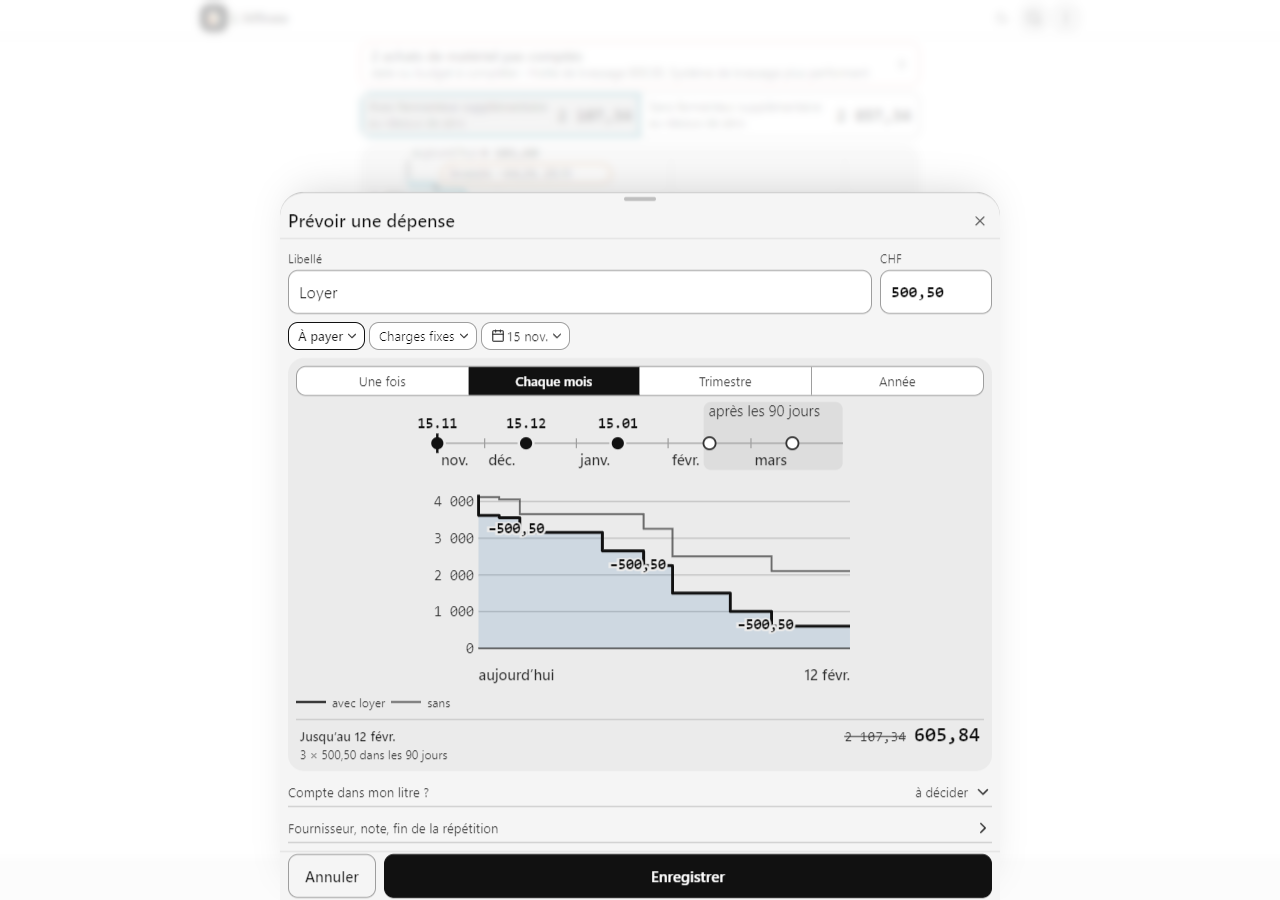 Prévoir une dépense
Libellé
CHF
Loyer
500,50
À payer
Charges fixes
15 nov.
Une fois
Chaque mois
Trimestre
Année
après les 90 jours
15.11
15.12
15.01
nov.
déc.
janv.
févr.
mars
4 000
3 000
2 000
1 000
0
-500,50
-500,50
-500,50
aujourd'hui
12 févr.
avec loyer
sans
Jusqu'au 12 févr.
2 107,34 605,84
3 × 500,50 dans les 90 jours
Compte dans mon litre ?
à décider
Fournisseur, note, fin de la répétition
Annuler
Enregistrer